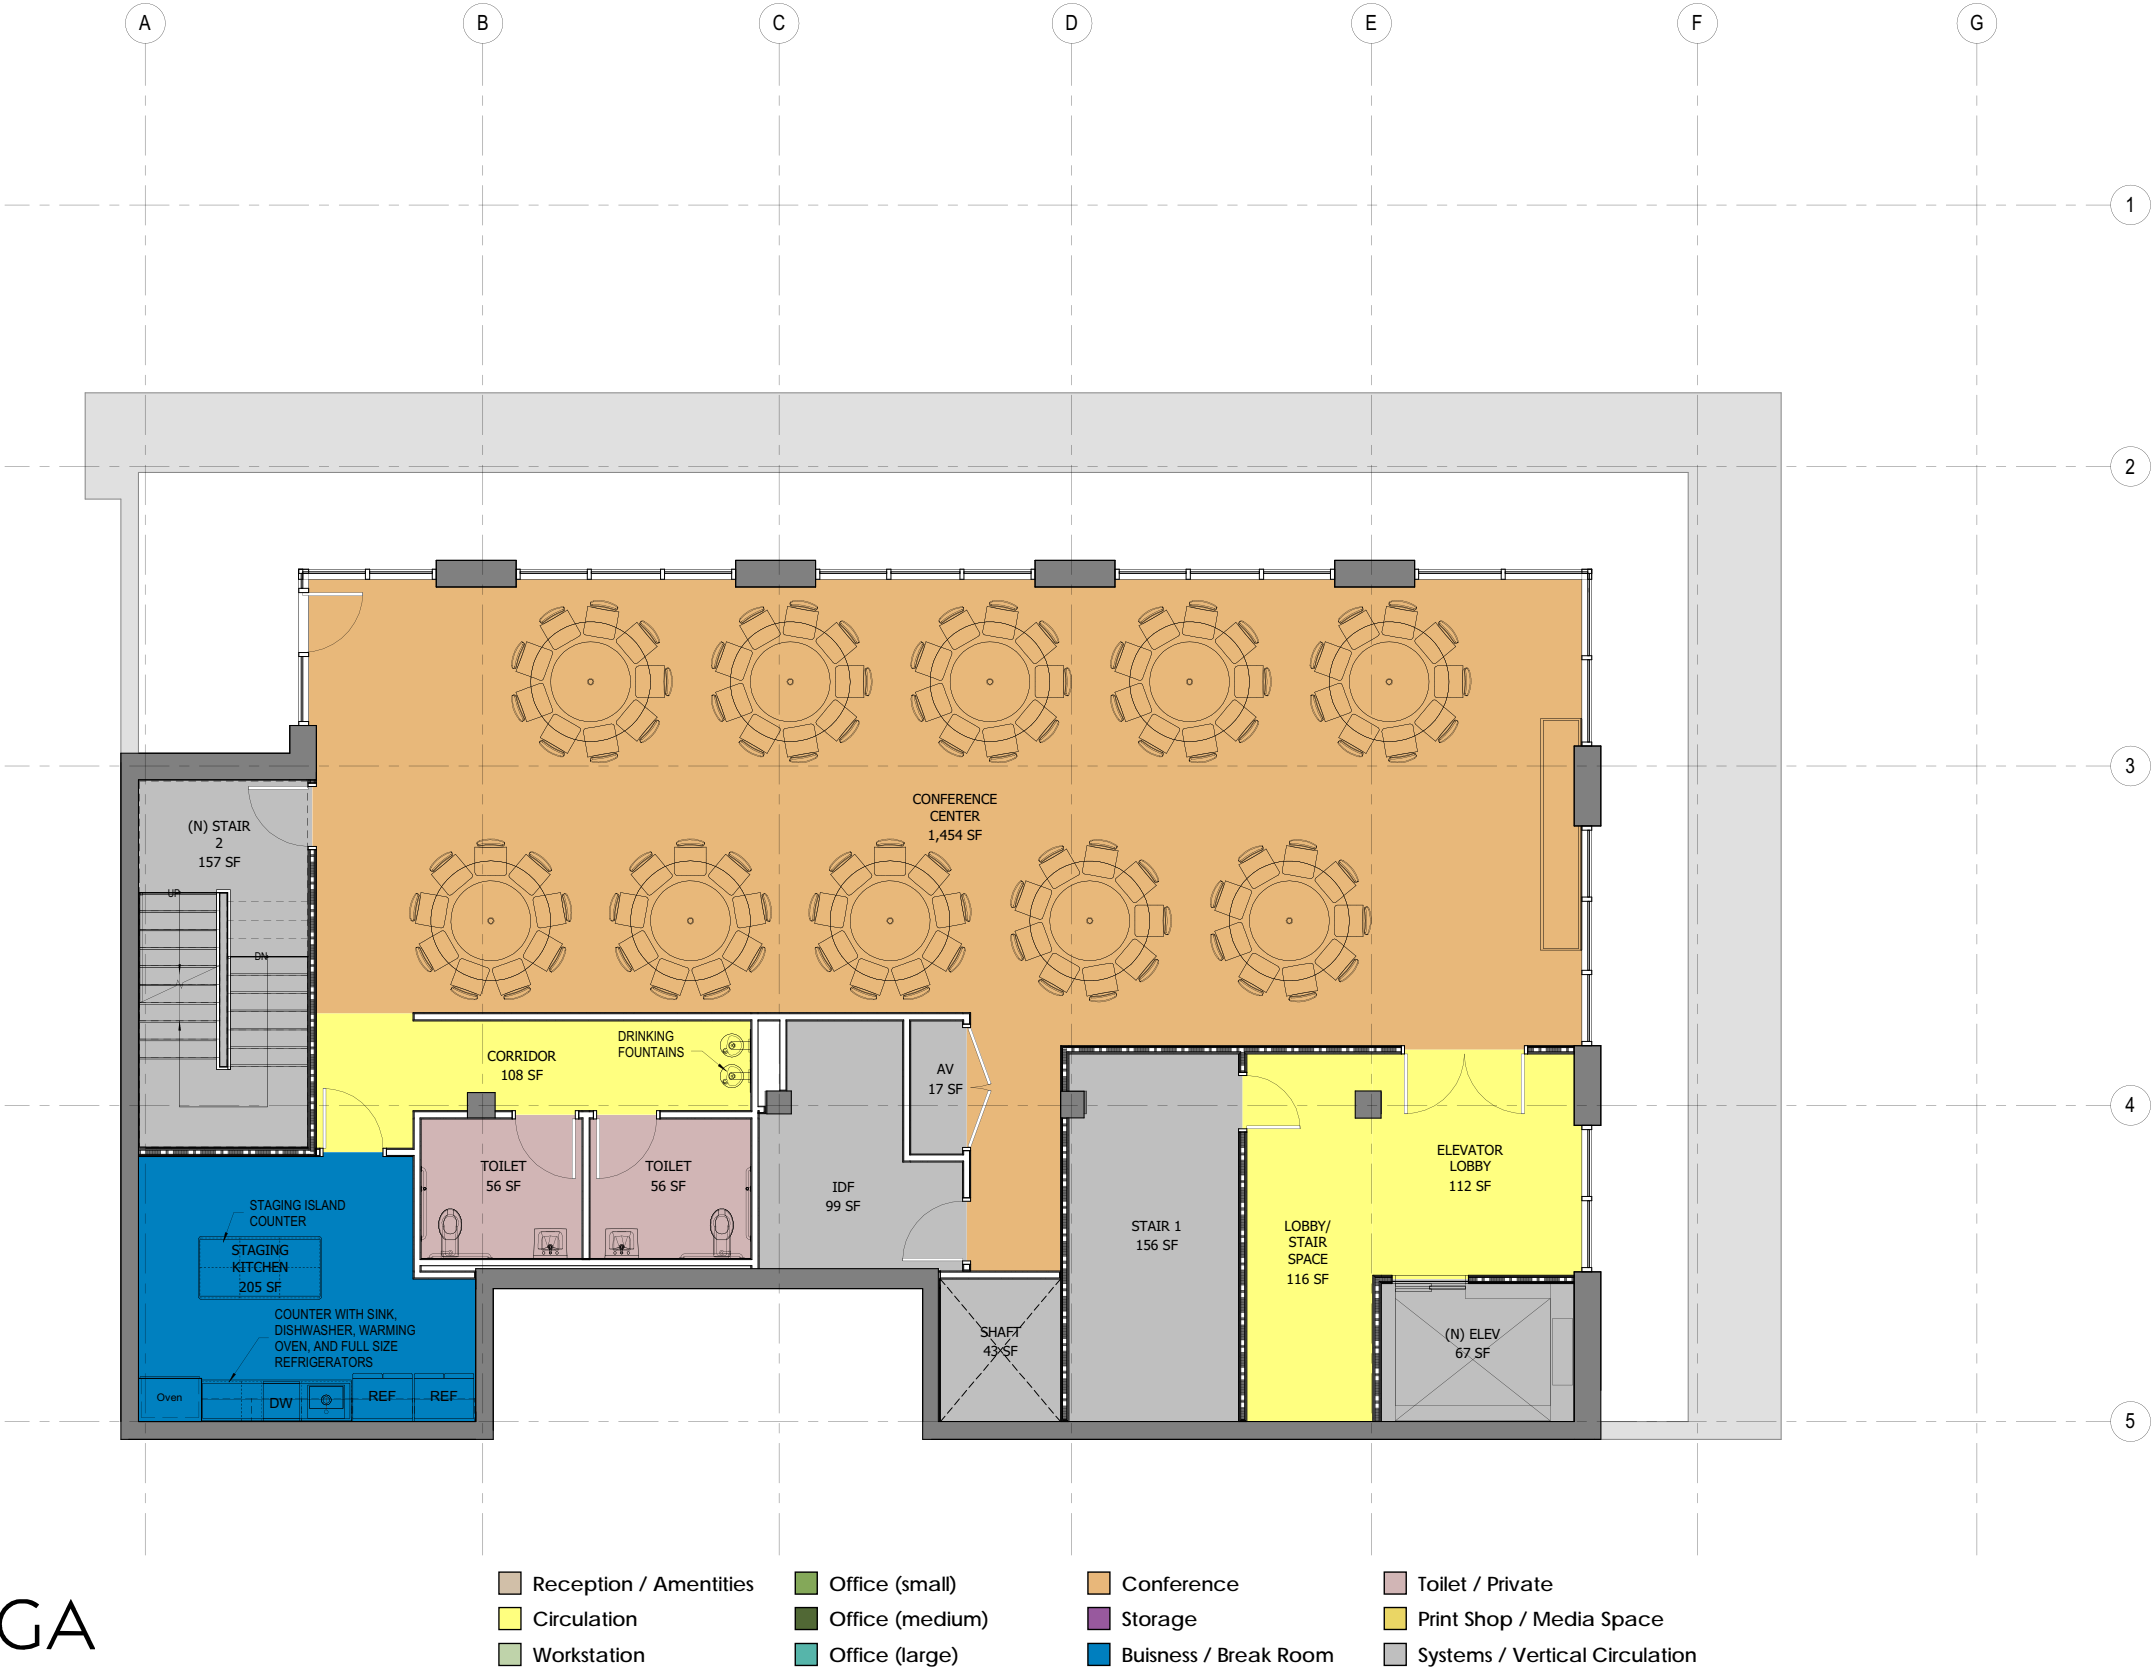 A B C D E F G
1
2
3
4
5
CONFERENCE
CENTER
1,454 SF
(N) STAIR
2
157 SF
UP
DN
DRINKING
FOUNTAINS
CORRIDOR
108 SF
AV
17 SF
TOILET
56 SF
TOILET
56 SF
IDF
99 SF
ELEVATOR
LOBBY
112 SF
STAIR 1
156 SF
LOBBY/
STAIR
SPACE
116 SF
STAGING ISLAND
COUNTER
STAGING
KITCHEN
205 SF
COUNTER WITH SINK,
DISHWASHER, WARMING
OVEN, AND FULL SIZE
REFRIGERATORS
SHAFT
43 SF
(N) ELEV
67 SF
Oven
DW
REF
REF
Reception / Amentities
Circulation
Workstation
Office (small)
Office (medium)
Office (large)
Conference
Storage
Buisness / Break Room
Toilet / Private
Print Shop / Media Space
Systems / Vertical Circulation
GA